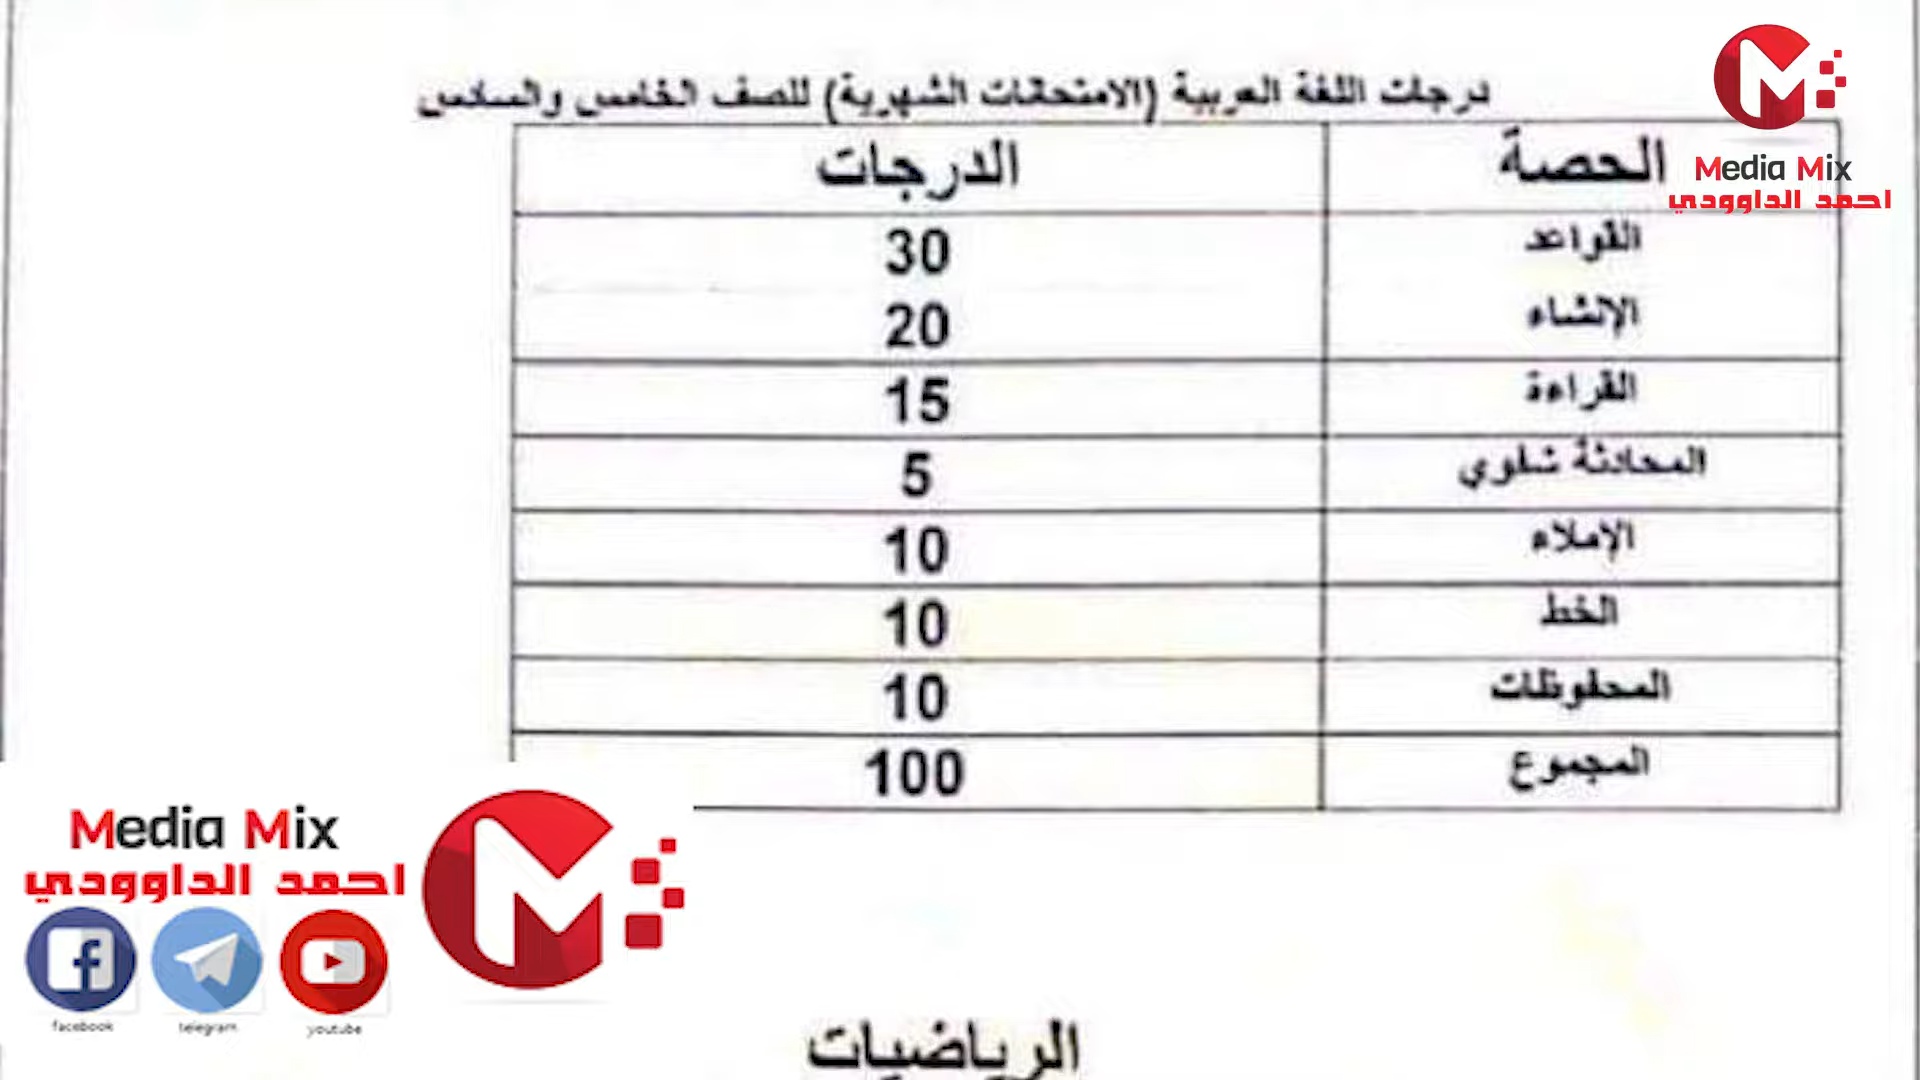 درجات اللغة العربية (الامتحانات الشهرية) للصف الخامس والسادس
الحصة الدرجات
القواعد 30
الإنشاء 20
القراءة 15
المحادثة شفوي 5
الإملاء 10
الخط 10
المحفوظات 10
المجموع 100
Media Mix
احمد الداوودي
Media Mix
احمد الداوودي
facebook telegram youtube
الرياضيات